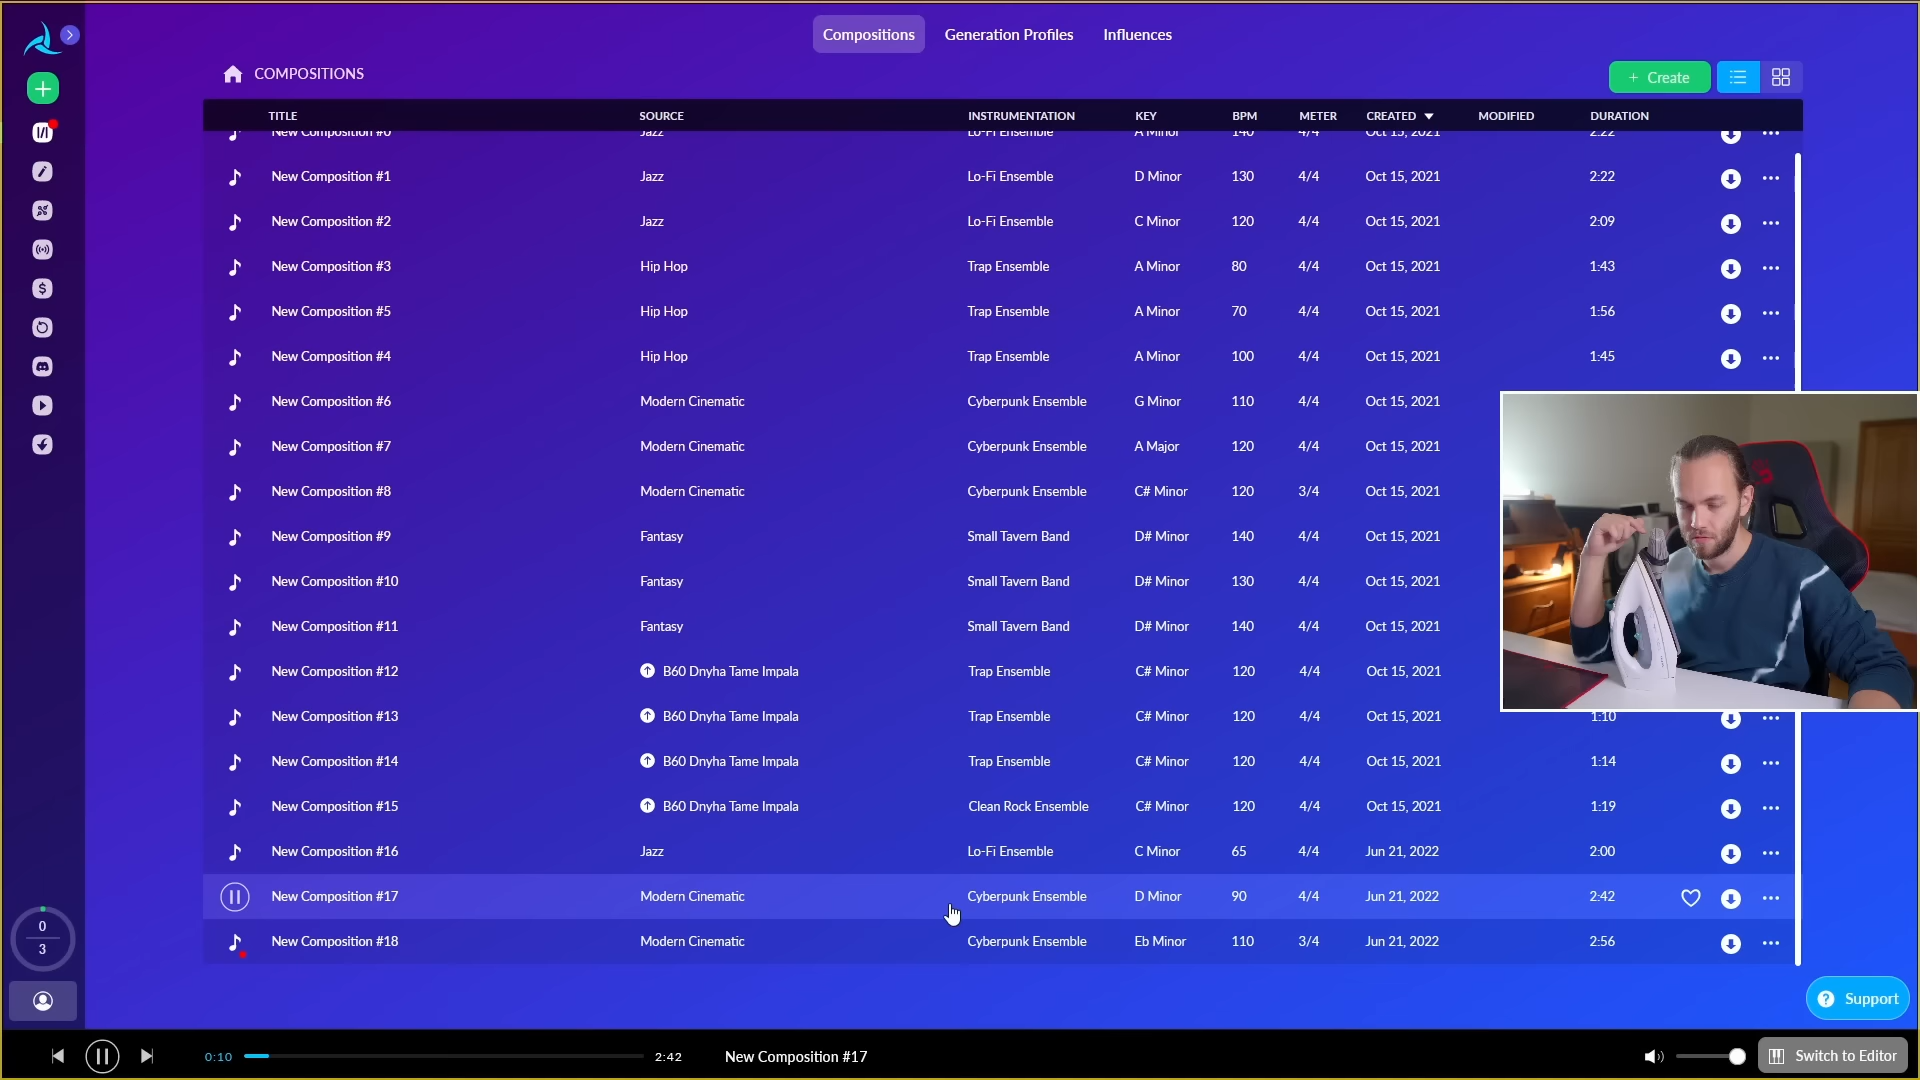 Compositions Generation Profiles Influences
COMPOSITIONS
+ Create
TITLE SOURCE INSTRUMENTATION KEY BPM METER CREATED MODIFIED DURATION
New Composition #0 Jazz Lo-Fi Ensemble A Minor 140 4/4 Oct 15, 2021 2:22
New Composition #1 Jazz Lo-Fi Ensemble D Minor 130 4/4 Oct 15, 2021 2:22
New Composition #2 Jazz Lo-Fi Ensemble C Minor 120 4/4 Oct 15, 2021 2:09
New Composition #3 Hip Hop Trap Ensemble A Minor 80 4/4 Oct 15, 2021 1:43
New Composition #5 Hip Hop Trap Ensemble A Minor 70 4/4 Oct 15, 2021 1:56
New Composition #4 Hip Hop Trap Ensemble A Minor 100 4/4 Oct 15, 2021 1:45
New Composition #6 Modern Cinematic Cyberpunk Ensemble G Minor 110 4/4 Oct 15, 2021
New Composition #7 Modern Cinematic Cyberpunk Ensemble A Major 120 4/4 Oct 15, 2021
New Composition #8 Modern Cinematic Cyberpunk Ensemble C# Minor 120 3/4 Oct 15, 2021
New Composition #9 Fantasy Small Tavern Band D# Minor 140 4/4 Oct 15, 2021
New Composition #10 Fantasy Small Tavern Band D# Minor 130 4/4 Oct 15, 2021
New Composition #11 Fantasy Small Tavern Band D# Minor 140 4/4 Oct 15, 2021
New Composition #12 B60 Dnyha Tame Impala Trap Ensemble C# Minor 120 4/4 Oct 15, 2021
New Composition #13 B60 Dnyha Tame Impala Trap Ensemble C# Minor 120 4/4 Oct 15, 2021 1:10
New Composition #14 B60 Dnyha Tame Impala Trap Ensemble C# Minor 120 4/4 Oct 15, 2021 1:14
New Composition #15 B60 Dnyha Tame Impala Clean Rock Ensemble C# Minor 120 4/4 Oct 15, 2021 1:19
New Composition #16 Jazz Lo-Fi Ensemble C Minor 65 4/4 Jun 21, 2022 2:00
New Composition #17 Modern Cinematic Cyberpunk Ensemble D Minor 90 4/4 Jun 21, 2022 2:42
New Composition #18 Modern Cinematic Cyberpunk Ensemble Eb Minor 110 3/4 Jun 21, 2022 2:56
0
3
Support
0:10 2:42 New Composition #17 Switch to Editor